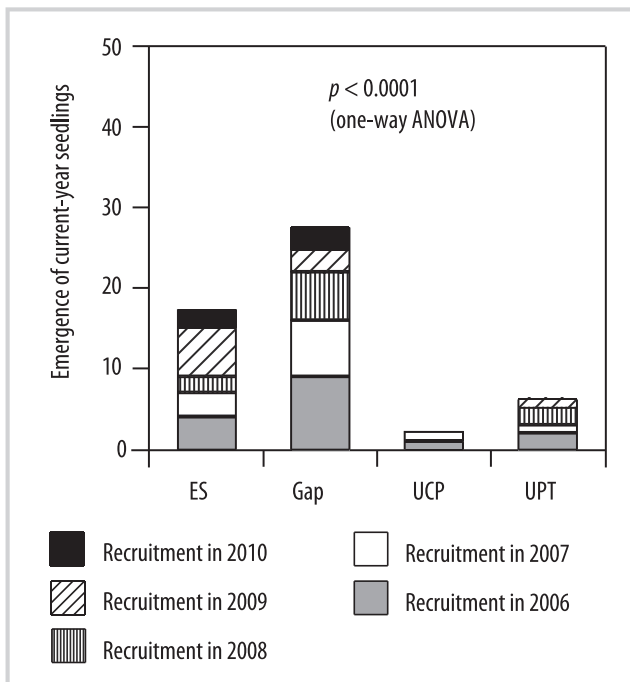 Emergence of current-year seedlings
50
40
30
20
10
0
p < 0.0001
(one-way ANOVA)
ES Gap UCP UPT
Recruitment in 2010
Recruitment in 2009
Recruitment in 2008
Recruitment in 2007
Recruitment in 2006